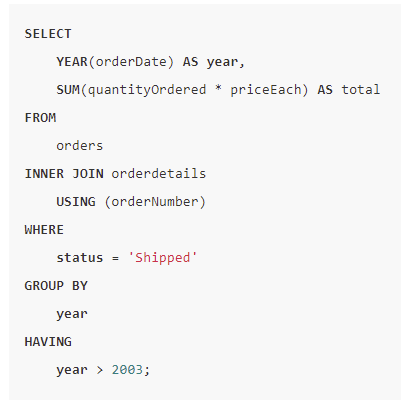 SELECT
    YEAR(orderDate) AS year,
    SUM(quantityOrdered * priceEach) AS total
FROM
    orders
INNER JOIN orderdetails
    USING (orderNumber)
WHERE
    status = 'Shipped'
GROUP BY
    year
HAVING
    year > 2003;